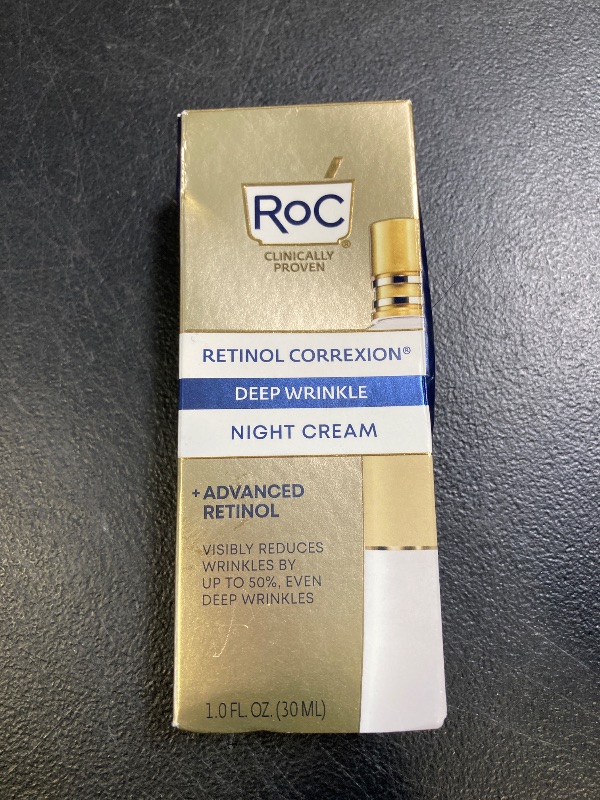 RoC®
CLINICALLY
PROVEN
RETINOL CORREXION®
DEEP WRINKLE
NIGHT CREAM
+ADVANCED
RETINOL
VISIBLY REDUCES
WRINKLES BY
UP TO 50%, EVEN
DEEP WRINKLES
1.0 FL. OZ. (30 ML)